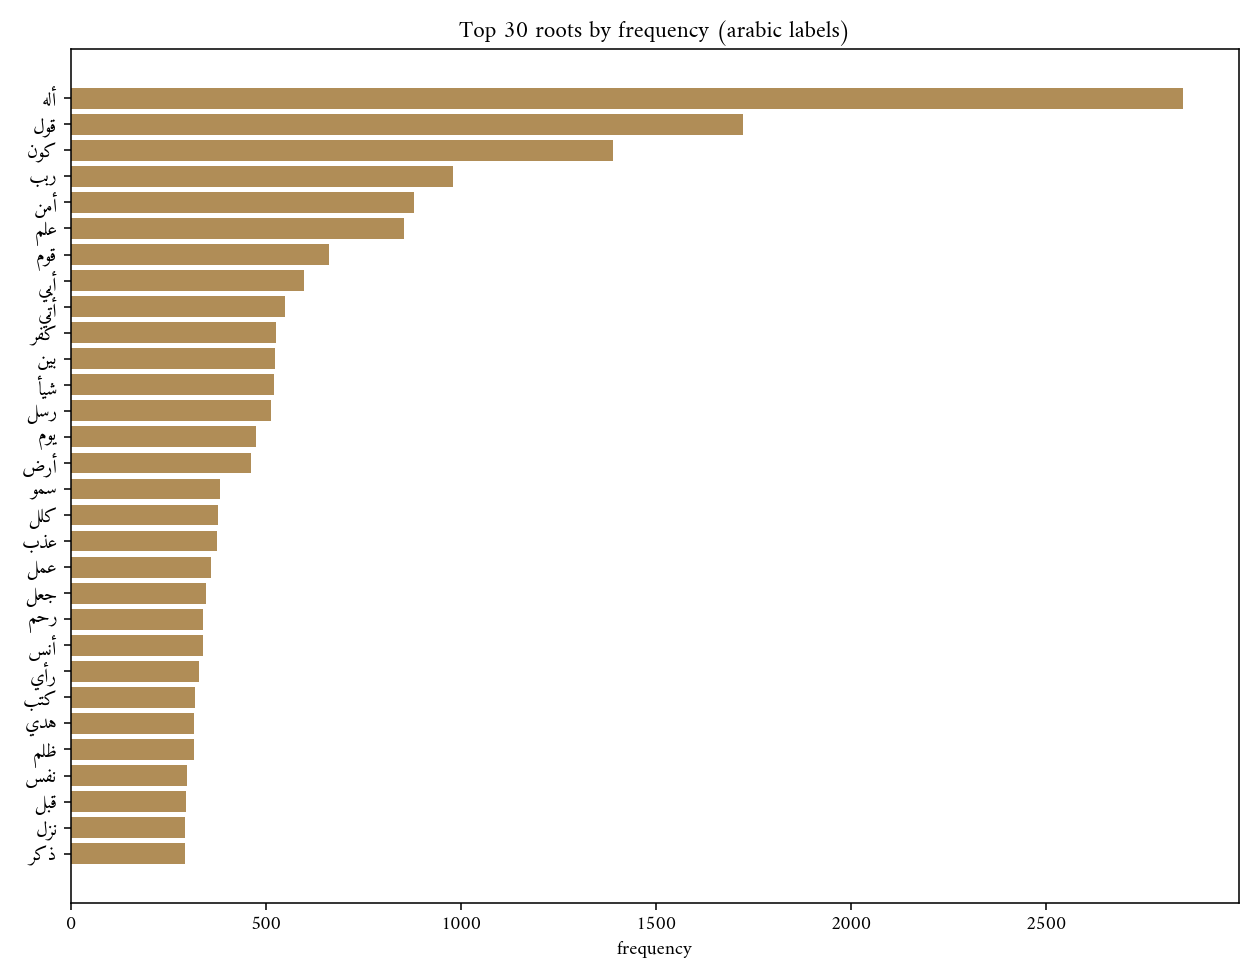 Top 30 roots by frequency (arabic labels)
أله
قول
كون
ربب
أمن
علم
قوم
أيي
أتي
كفر
بين
شيأ
رسل
يوم
أرض
سمو
كلل
عذب
عمل
جعل
رحم
أنس
رأي
كتب
هدي
ظلم
نفس
قبل
نزل
ذكر
0 500 1000 1500 2000 2500
frequency